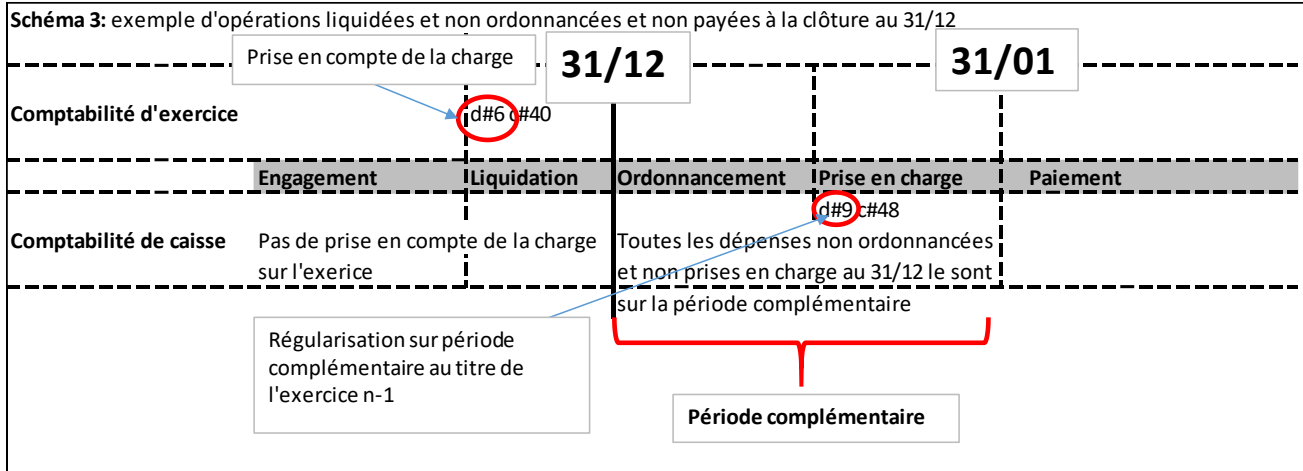 Schéma 3: exemple d'opérations liquidées et non ordonnancées et non payées à la clôture au 31/12
Prise en compte de la charge
31/12
31/01
Comptabilité d'exercice
d#6 c#40
Engagement Liquidation Ordonnancement Prise en charge Paiement
d#9 c#48
Comptabilité de caisse
Pas de prise en compte de la charge
sur l'exerice
Toutes les dépenses non ordonnancées
et non prises en charge au 31/12 le sont
sur la période complémentaire
Régularisation sur période
complémentaire au titre de
l'exercice n-1
Période complémentaire